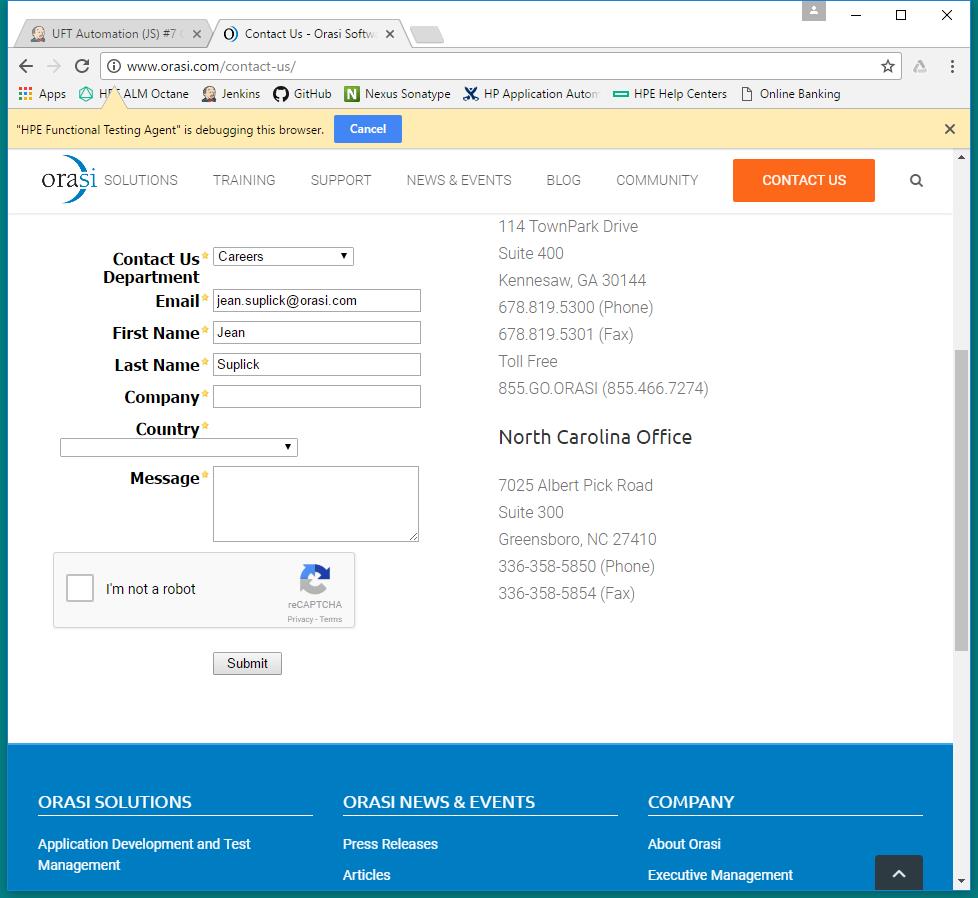 UFT Automation (JS) #7
Contact Us - Orasi Softw
www.orasi.com/contact-us/
Apps
ALM Octane
Jenkins
GitHub
Nexus Sonatype
HP Application Autom
HPE Help Centers
Online Banking
"HPE Functional Testing Agent" is debugging this browser.
Cancel
orasi
SOLUTIONS
TRAINING
SUPPORT
NEWS & EVENTS
BLOG
COMMUNITY
CONTACT US
Contact Us
Department
Careers
Email
jean.suplick@orasi.com
First Name
Jean
Last Name
Suplick
Company
Country
Message
I'm not a robot
reCAPTCHA
Privacy - Terms
Submit
114 TownPark Drive
Suite 400
Kennesaw, GA 30144
678.819.5300 (Phone)
678.819.5301 (Fax)
Toll Free
855.GO.ORASI (855.466.7274)
North Carolina Office
7025 Albert Pick Road
Suite 300
Greensboro, NC 27410
336-358-5850 (Phone)
336-358-5854 (Fax)
ORASI SOLUTIONS
Application Development and Test
Management
ORASI NEWS & EVENTS
Press Releases
Articles
COMPANY
About Orasi
Executive Management